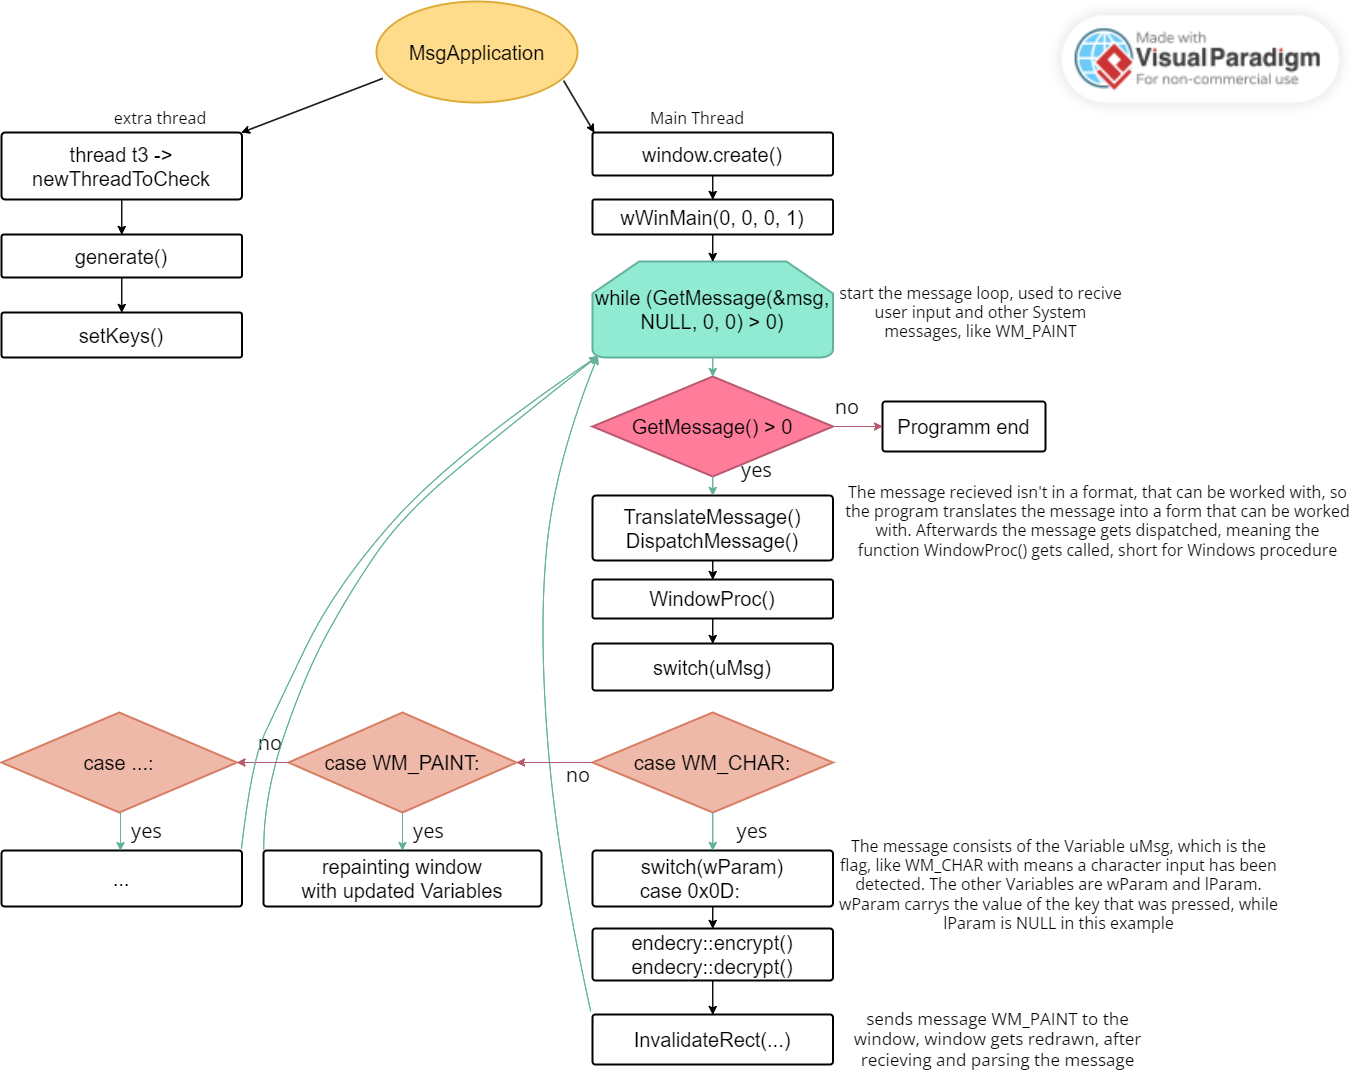 MsgApplication
Made with
Visual Paradigm
For non-commercial use
extra thread
Main Thread
thread t3 ->
newThreadToCheck
window.create()
wWinMain(0, 0, 0, 1)
generate()
setKeys()
while (GetMessage(&msg,
NULL, 0, 0) > 0)
start the message loop, used to recive
user input and other System
messages, like WM_PAINT
GetMessage() > 0
no
Programm end
yes
TranslateMessage()
DispatchMessage()
The message recieved isn't in a format, that can be worked with, so
the program translates the message into a form that can be worked
with. Afterwards the message gets dispatched, meaning the
function WindowProc() gets called, short for Windows procedure
WindowProc()
switch(uMsg)
case ...:
no
case WM_PAINT:
no
case WM_CHAR:
yes
yes
yes
...
repainting window
with updated Variables
switch(wParam)
case 0x0D:
The message consists of the Variable uMsg, which is the
flag, like WM_CHAR with means a character input has been
detected. The other Variables are wParam and lParam.
wParam carrys the value of the key that was pressed, while
lParam is NULL in this example
endecry::encrypt()
endecry::decrypt()
InvalidateRect(...)
sends message WM_PAINT to the
window, window gets redrawn, after
recieving and parsing the message